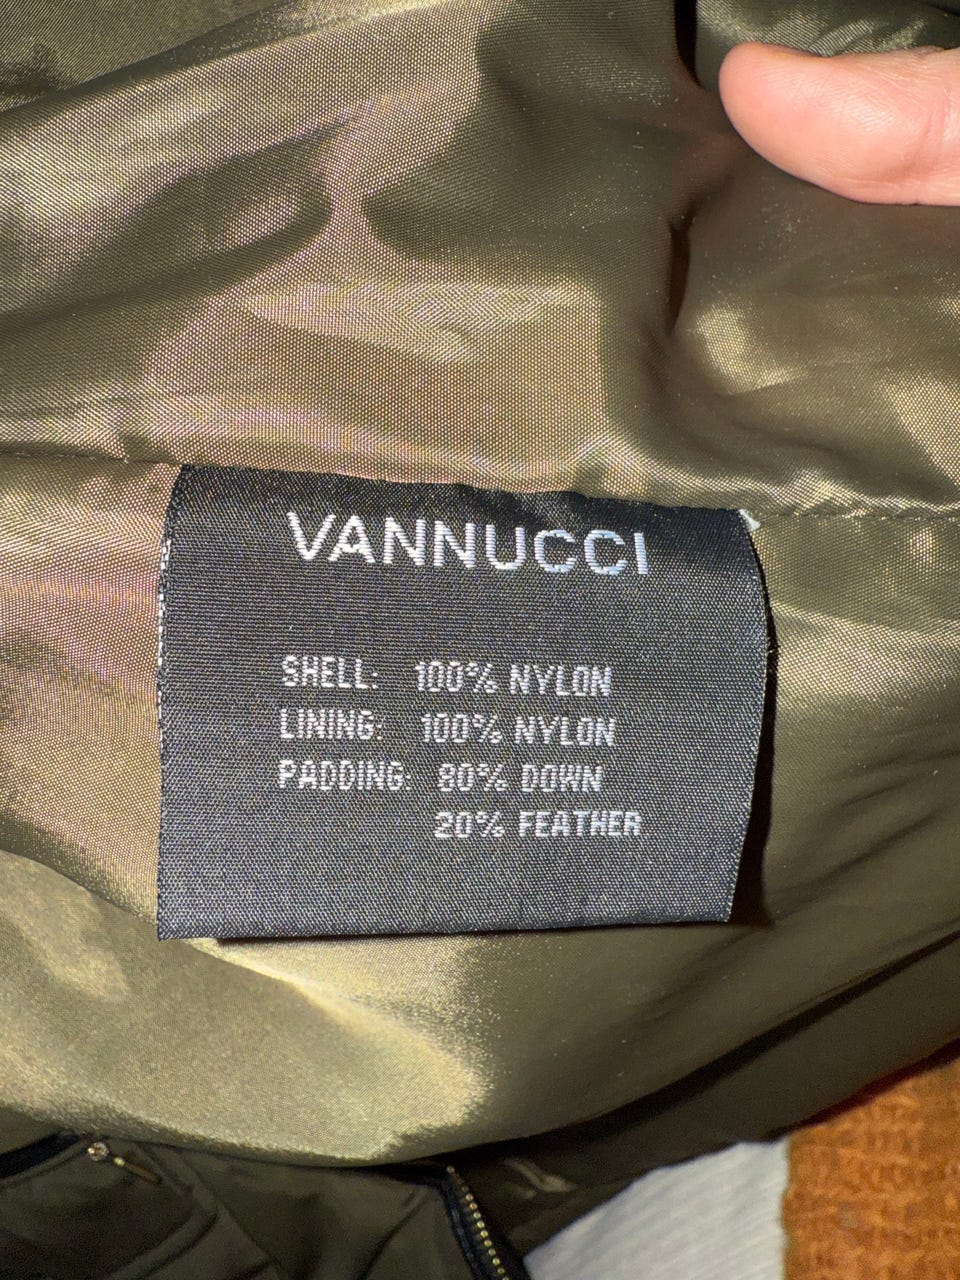 VANNUCCI
SHELL: 100% NYLON
LINING: 100% NYLON
PADDING: 80% DOWN
20% FEATHER